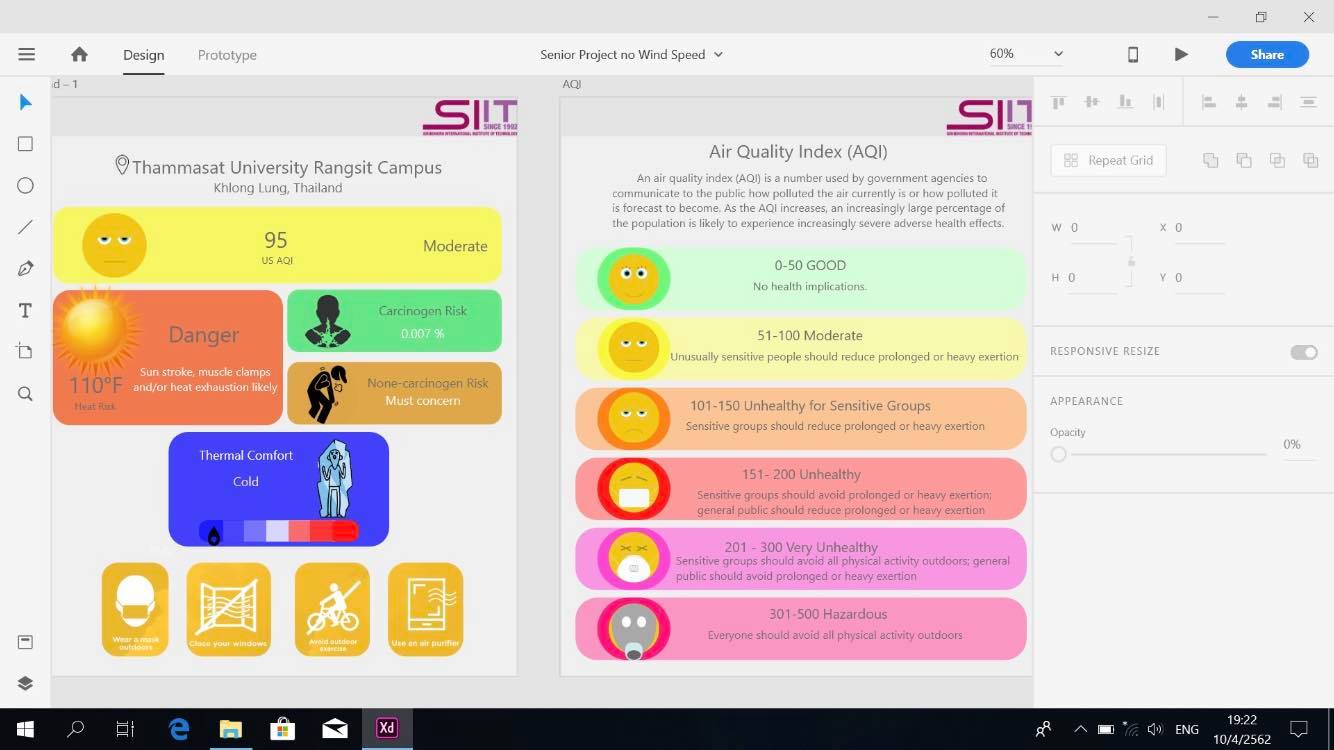 Design
Prototype
Senior Project no Wind Speed
60%
Share
d – 1
AQI
SIIT
SINCE 1992
SIRINDHORN INTERNATIONAL INSTITUTE OF TECHNOLOGY
Thammasat University Rangsit Campus
Khlong Lung, Thailand
95
US AQI
Moderate
Danger
Sun stroke, muscle clamps
and/or heat exhaustion likely
110°F
Heat Risk
Carcinogen Risk
0.007 %
None-carcinogen Risk
Must concern
Thermal Comfort
Cold
Wear a mask
outdoors
Close your windows
Avoid outdoor
exercise
Use an air purifier
SIIT
SINCE 199
Air Quality Index (AQI)
An air quality index (AQI) is a number used by government agencies to
communicate to the public how polluted the air currently is or how polluted it
is forecast to become. As the AQI increases, an increasingly large percentage of
the population is likely to experience increasingly severe adverse health effects.
0-50 GOOD
No health implications.
51-100 Moderate
Unusually sensitive people should reduce prolonged or heavy exertion
101-150 Unhealthy for Sensitive Groups
Sensitive groups should reduce prolonged or heavy exertion
151- 200 Unhealthy
Sensitive groups should avoid prolonged or heavy exertion;
general public should reduce prolonged or heavy exertion
201 - 300 Very Unhealthy
Sensitive groups should avoid all physical activity outdoors; general
public should avoid prolonged or heavy exertion
301-500 Hazardous
Everyone should avoid all physical activity outdoors
Repeat Grid
W 0
X 0
H 0
Y 0
RESPONSIVE RESIZE
APPEARANCE
Opacity
0%
Xd
ENG
19:22
10/4/2562